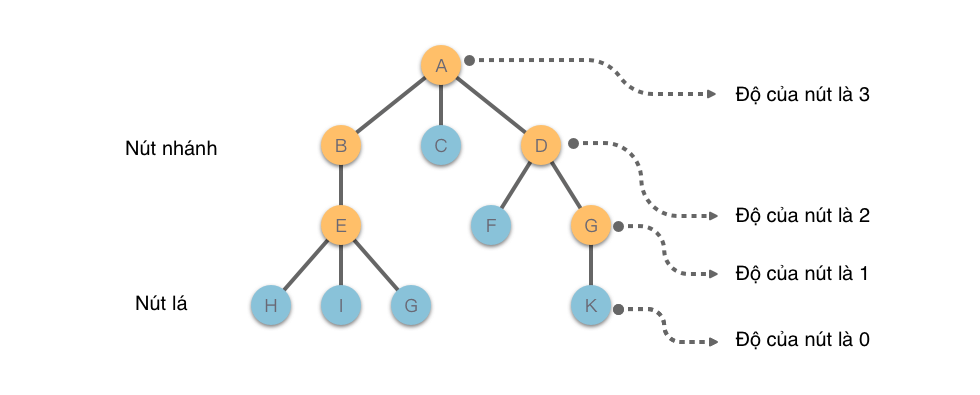 A
Độ của nút là 3
Nút nhánh
B
C
D
Độ của nút là 2
E
F
G
Độ của nút là 1
Nút lá
H
I
G
K
Độ của nút là 0